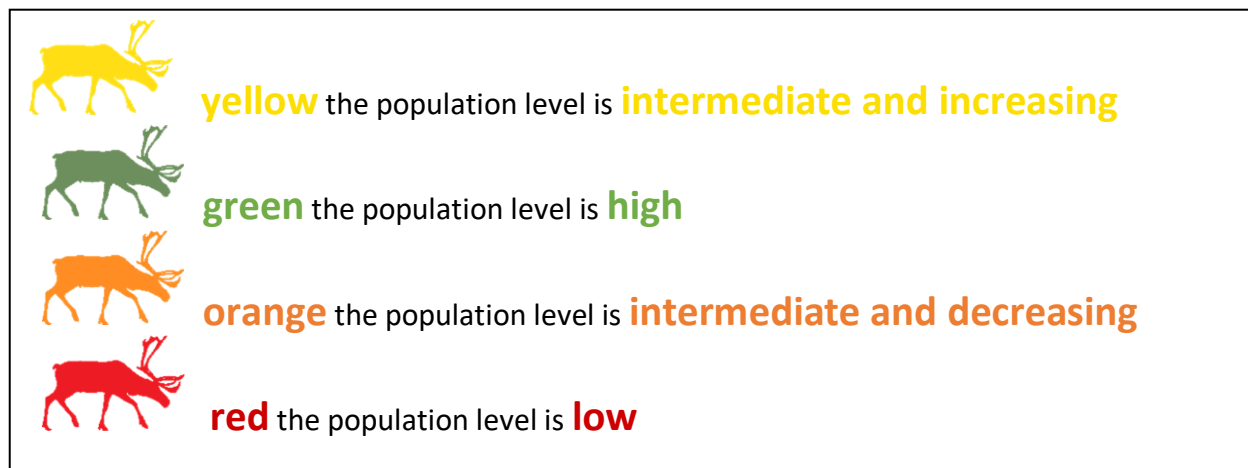 yellow the population level is intermediate and increasing
green the population level is high
orange the population level is intermediate and decreasing
red the population level is low